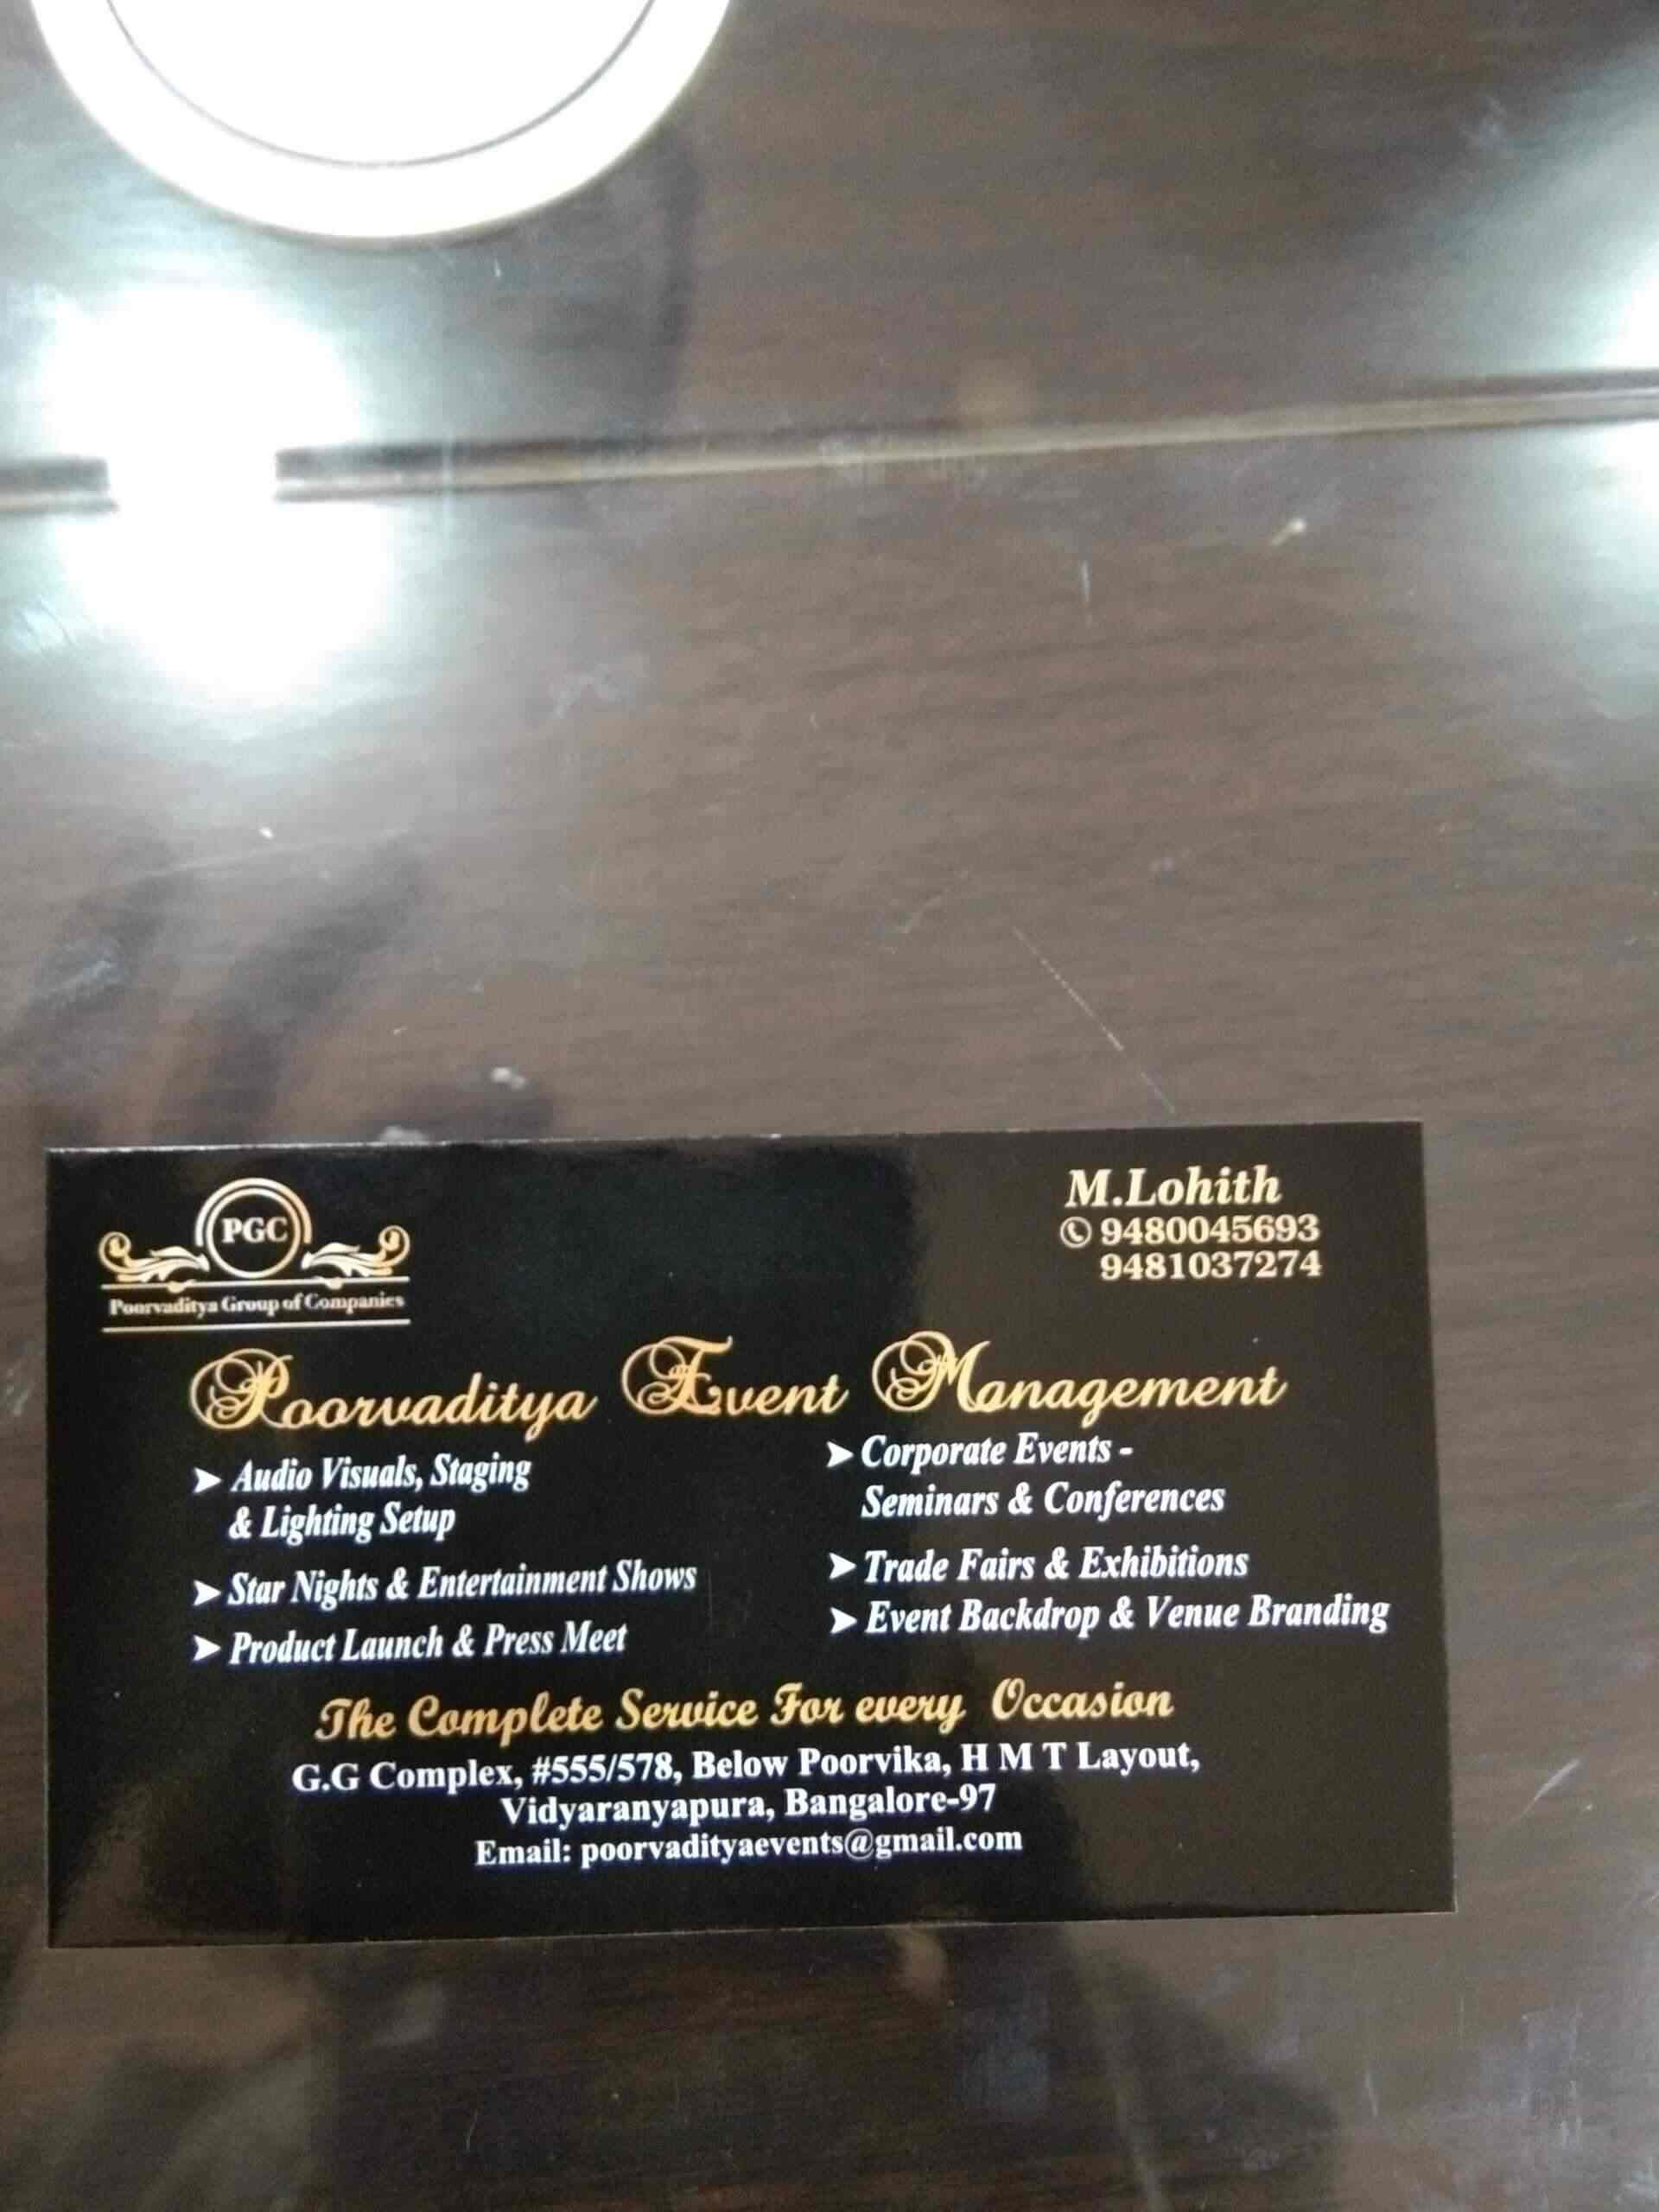 PGC
Poorvaditya Group of Companies
M.Lohith
9480045693
9481037274
Poorvaditya Event Management
Audio Visuals, Staging
& Lighting Setup
Star Nights & Entertainment Shows
Product Launch & Press Meet
Corporate Events -
Seminars & Conferences
Trade Fairs & Exhibitions
Event Backdrop & Venue Branding
The Complete Service For every Occasion
G.G Complex, #555/578, Below Poorvika, H M T Layout,
Vidyaranyapura, Bangalore-97
Email: poorvadityaevents@gmail.com